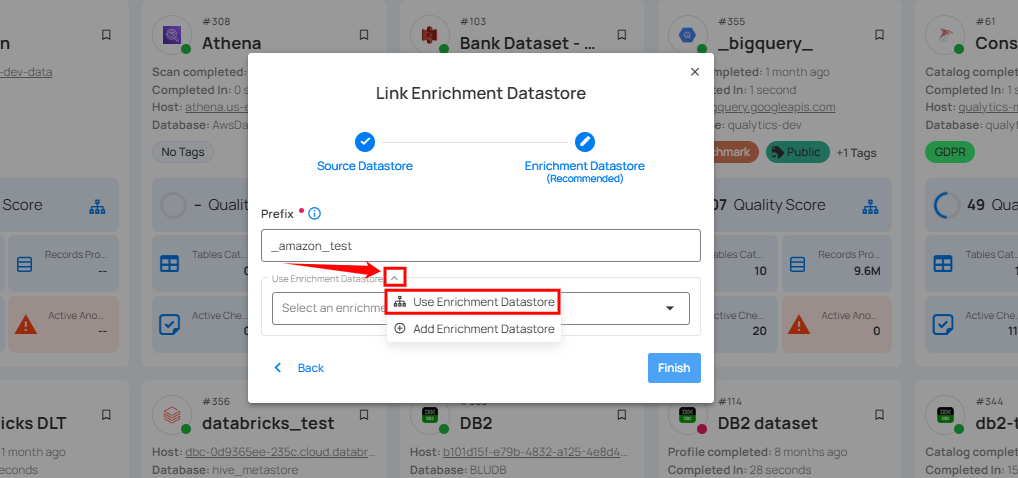 #308
#103
#355
#61
n
Athena
Bank Dataset - ...
_bigquery_
Cons
-dev-data
Scan completed:
mpleted: 1 month ago
Catalog complet
Completed In: 0 s
n: 1 second
Completed In: 1
Host: athena.us-e
gquery.googleapis.com
Host: qualytics-m
Database: AwsDa
: qualytics-dev
Database: qualyt
No Tags
hmark
Public
+1 Tags
GDPR
Link Enrichment Datastore
Source Datastore
Enrichment Datastore
(Recommended)
Prefix
_amazon_test
Use Enrichment Datastore
Select an enrichme
Use Enrichment Datastore
Add Enrichment Datastore
Back
Finish
Score
– Qualit
07 Quality Score
49 Qua
Records Pro...
--
Tables Cat
0
Tables Cat...
10
Records Pro...
9.6M
Tables Cat
Active Ano...
--
Active Che
0
Active Che...
20
Active Ano...
0
Active Che
11
#356
#114
#344
ricks DLT
databricks_test
DB2
DB2 dataset
db2-t
1 month ago
Host: dbc-0d9365ee-235c.cloud.databr...
Host: b101d15f-e79b-4832-a125-4e8d4...
Profile completed: 8 months ago
Catalog complet
seconds
Database: hive_metastore
Database: BLUDB
Completed In: 28 seconds
Completed In: 15